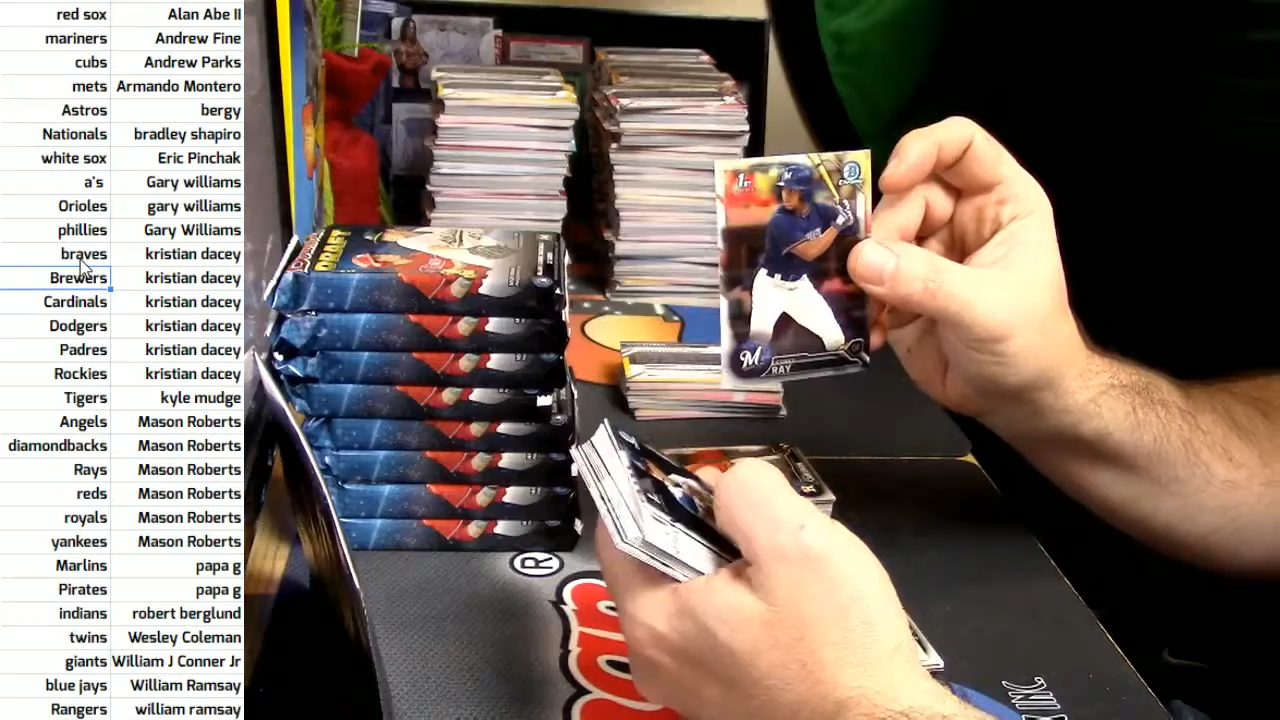 red sox Alan Abe II
mariners Andrew Fine
cubs Andrew Parks
mets Armando Montero
Astros bergy
Nationals bradley shapiro
white sox Eric Pinchak
a's Gary williams
Orioles gary williams
phillies Gary Williams
braves kristian dacey
Brewers kristian dacey
Cardinals kristian dacey
Dodgers kristian dacey
Padres kristian dacey
Rockies kristian dacey
Tigers kyle mudge
Angels Mason Roberts
diamondbacks Mason Roberts
Rays Mason Roberts
reds Mason Roberts
royals Mason Roberts
yankees Mason Roberts
Marlins papa g
Pirates papa g
indians robert berglund
twins Wesley Coleman
giants William J Conner Jr
blue jays William Ramsay
Rangers william ramsay
1ST
B
M
RAY
DRAFT
®
INC